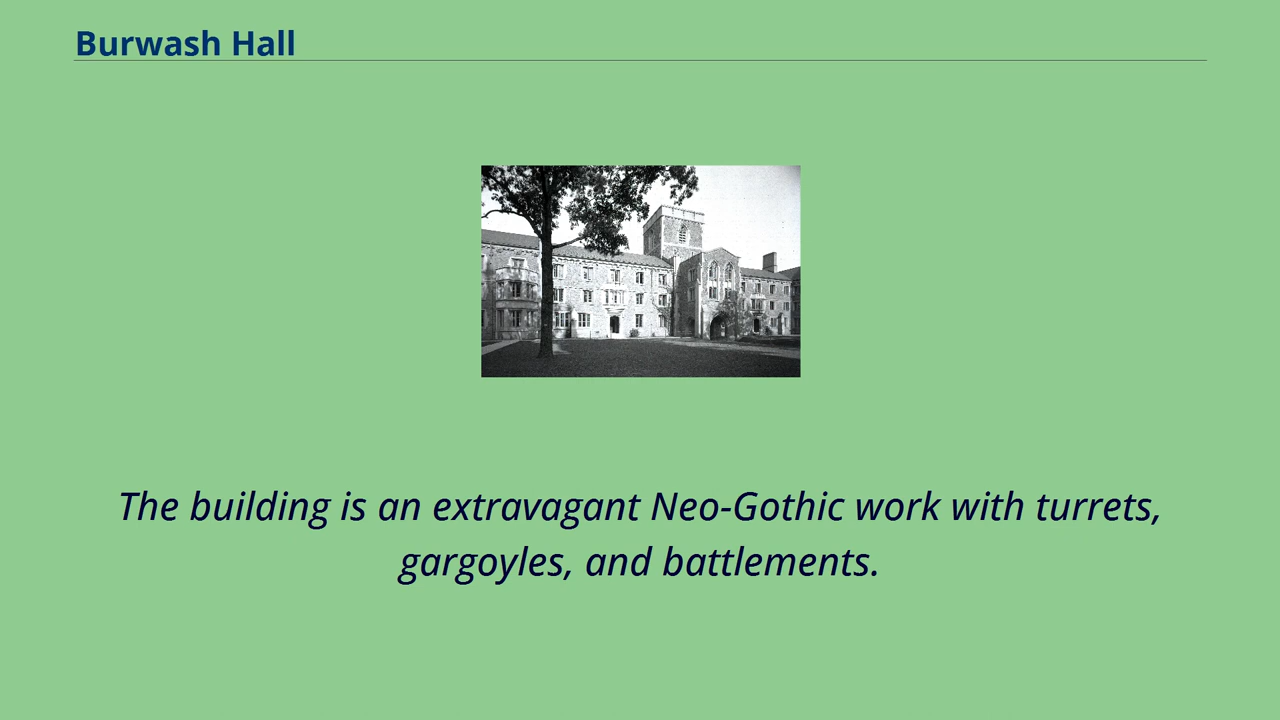 Burwash Hall
The building is an extravagant Neo-Gothic work with turrets,
gargoyles, and battlements.